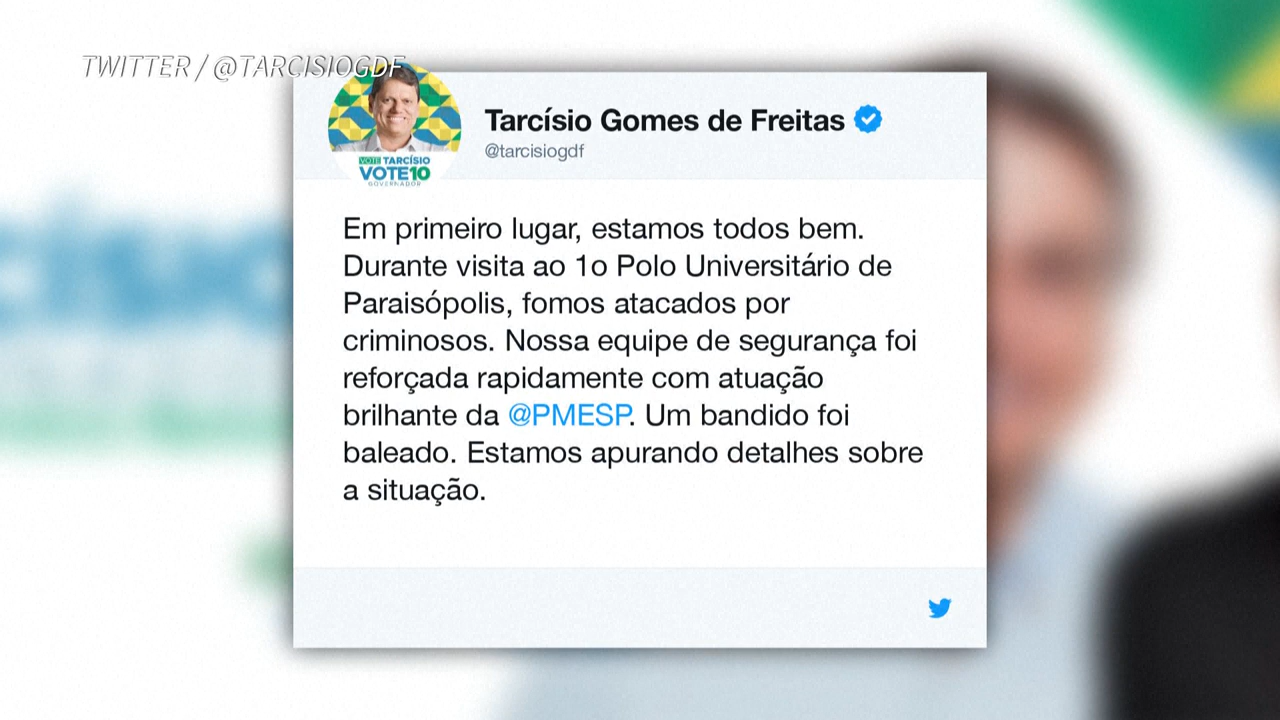 TWITTER / @TARCISIOGDF
Tarcísio Gomes de Freitas
@tarcisiogdf
VOTE TARCÍSIO
VOTE10
GOVERNADOR
Em primeiro lugar, estamos todos bem.
Durante visita ao 1o Polo Universitário de
Paraisópolis, fomos atacados por
criminosos. Nossa equipe de segurança foi
reforçada rapidamente com atuação
brilhante da @PMESP. Um bandido foi
baleado. Estamos apurando detalhes sobre
a situação.